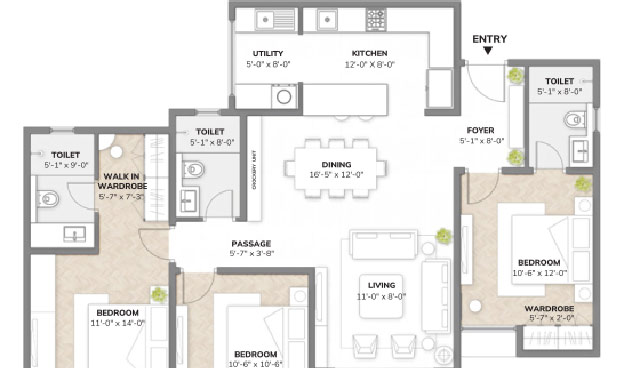 ENTRY
UTILITY
5'-0" X 8'-0"
KITCHEN
12'-0 X 8'-0"
TOILET
5'-1" x 8'-0"
TOILET
5'-1" x 8'-0"
FOYER
5'-1" x 6'-0"
TOILET
5'-1" x 9'-0"
CROCKERY UNIT
DINING
16'-5" x 12'-0"
WALK IN
WARDROBE
5'-7" x 7'-3"
PASSAGE
5'-7" x 3'-8"
BEDROOM
10'-6" x 12'-0"
LIVING
11'-0" x 8'-0"
WARDROBE
5'-7" x 2'-0"
BEDROOM
11'-0" x 14'-0"
BEDROOM
10'-6" x 10'-6"